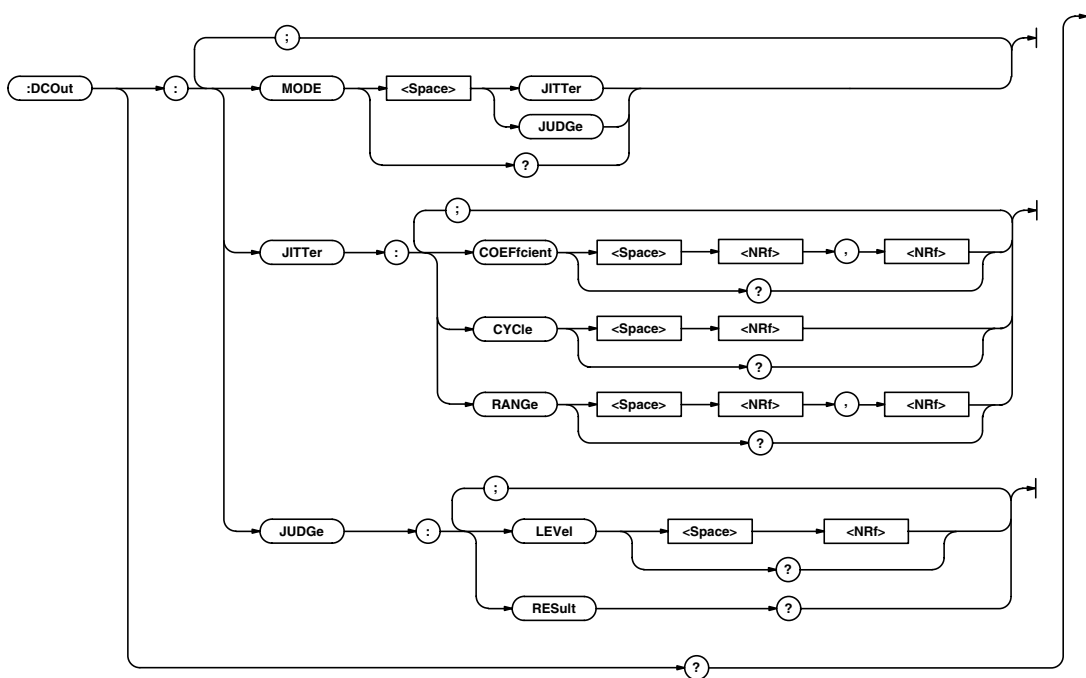 ;
:DCOut : MODE <Space> JITTer
JUDGe
?
;
JITTer : COEFfcient <Space> <NRf> , <NRf>
?
CYCle <Space> <NRf>
?
RANGe <Space> <NRf> , <NRf>
?
;
JUDGe : LEVel <Space> <NRf>
?
RESult ?
?